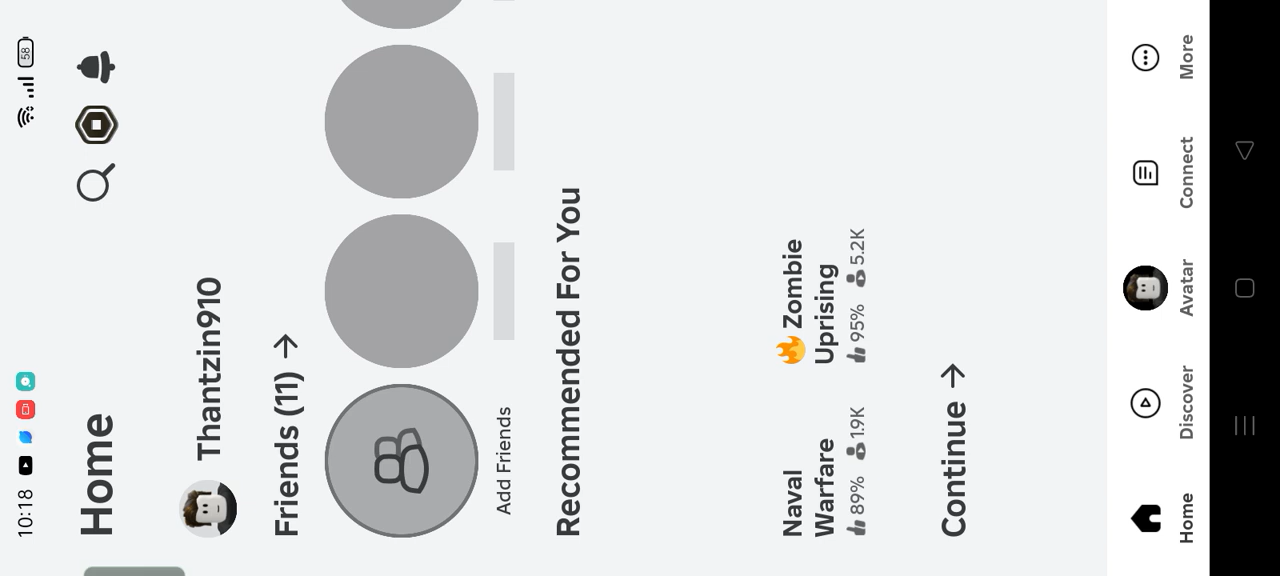 10:18
58
Home
Thantzin910
Friends (11) →
Add Friends
Recommended For You
Naval
Warfare
89% 1.9K
🔥Zombie
Uprising
95% 5.2K
Continue →
Home
Discover
Avatar
Connect
More